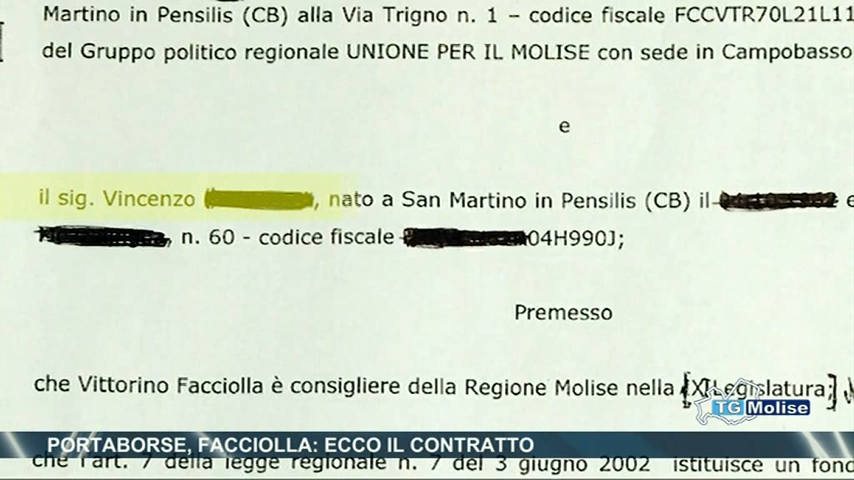 Martino in Pensilis (CB) alla Via Trigno n. 1 – codice fiscale FCCVTR70L21L11
del Gruppo politico regionale UNIONE PER IL MOLISE con sede in Campobasso
e
il sig. Vincenzo , nato a San Martino in Pensilis (CB) il e
, n. 60 - codice fiscale 04H990J;
Premesso
che Vittorino Facciolla è consigliere della Regione Molise nella [XI Legislatura;]
TG Molise
PORTABORSE, FACCIOLLA: ECCO IL CONTRATTO
che l'art. 7 della legge regionale n. 7 del 3 giugno 2002 istituisce un fond